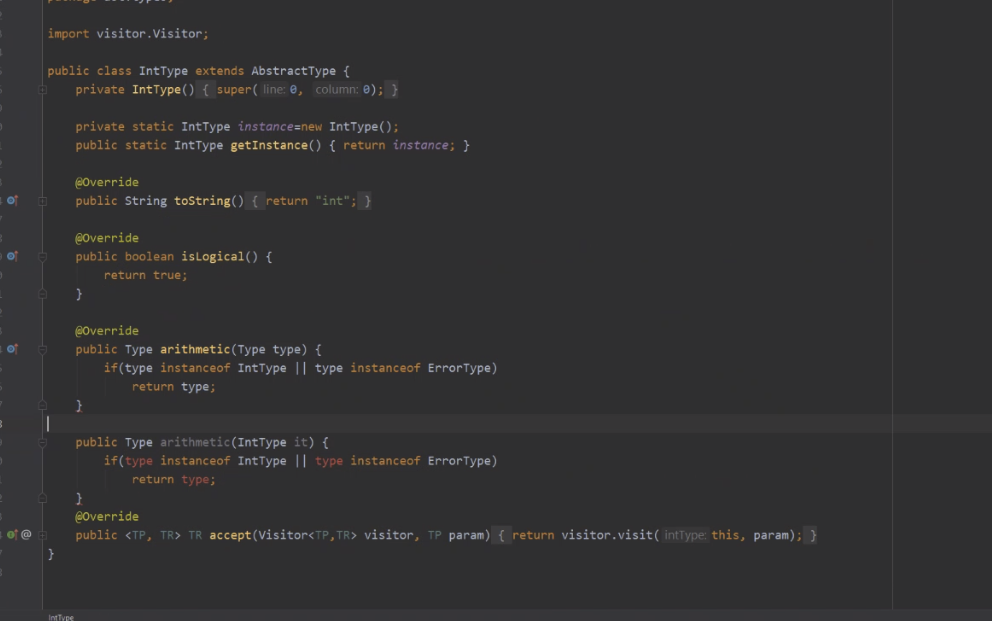 import visitor.Visitor;
public class IntType extends AbstractType {
private IntType() { super( line: 0, column: 0); }
private static IntType instance=new IntType();
public static IntType getInstance() { return instance; }
@Override
public String toString() { return "int"; }
@Override
public boolean isLogical() {
return true;
}
@Override
public Type arithmetic(Type type) {
if(type instanceof IntType || type instanceof ErrorType)
return type;
}
public Type arithmetic(IntType it) {
if(type instanceof IntType || type instanceof ErrorType)
return type;
}
@Override
public <TP, TR> TR accept(Visitor<TP,TR> visitor, TP param) { return visitor.visit( intType: this, param); }
}
IntType